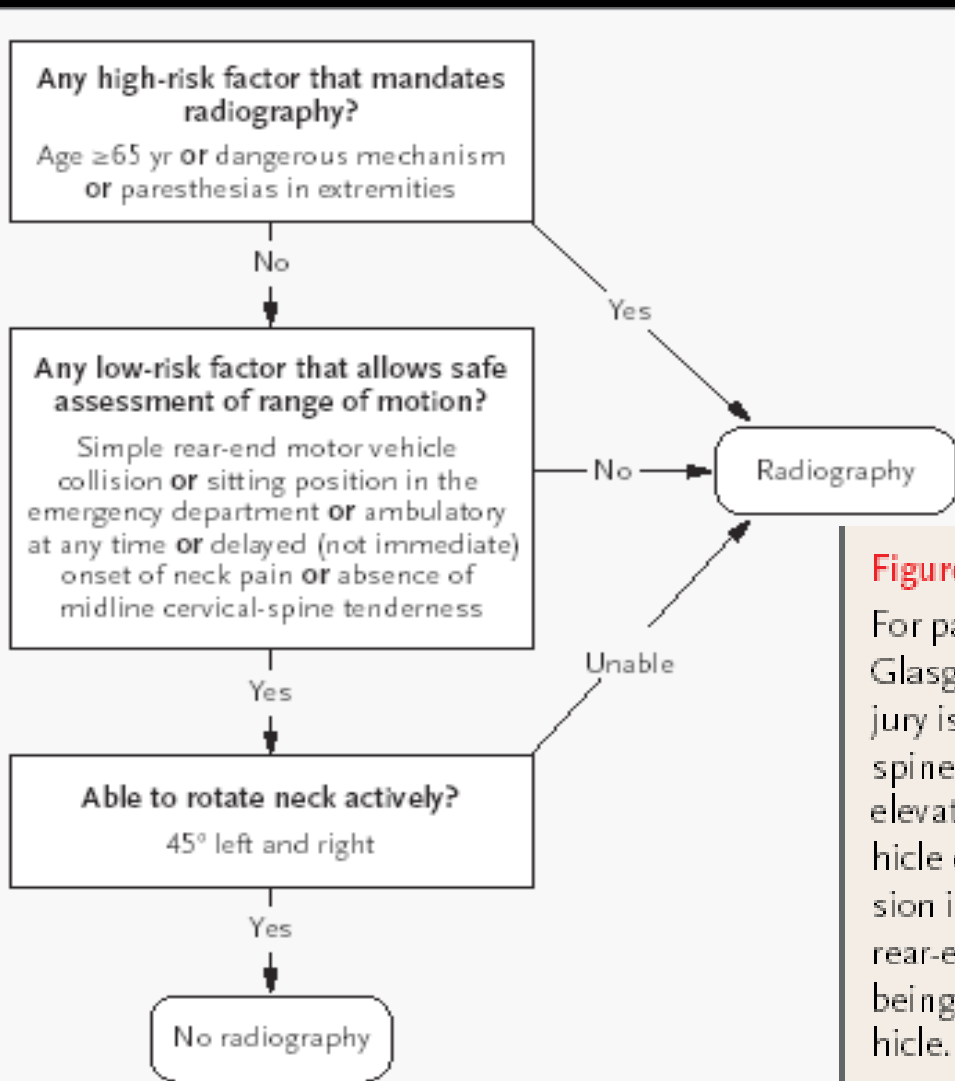 Any high-risk factor that mandates
radiography?
Age ≥65 yr or dangerous mechanism
or paresthesias in extremities
No
Yes
Any low-risk factor that allows safe
assessment of range of motion?
Simple rear-end motor vehicle
collision or sitting position in the
emergency department or ambulatory
at any time or delayed (not immediate)
onset of neck pain or absence of
midline cervical-spine tenderness
No
Radiography
Yes
Unable
Able to rotate neck actively?
45° left and right
Yes
No radiography
Figure
For pa
Glasg
jury is
spine
elevat
hicle
sion i
rear-e
being
hicle.